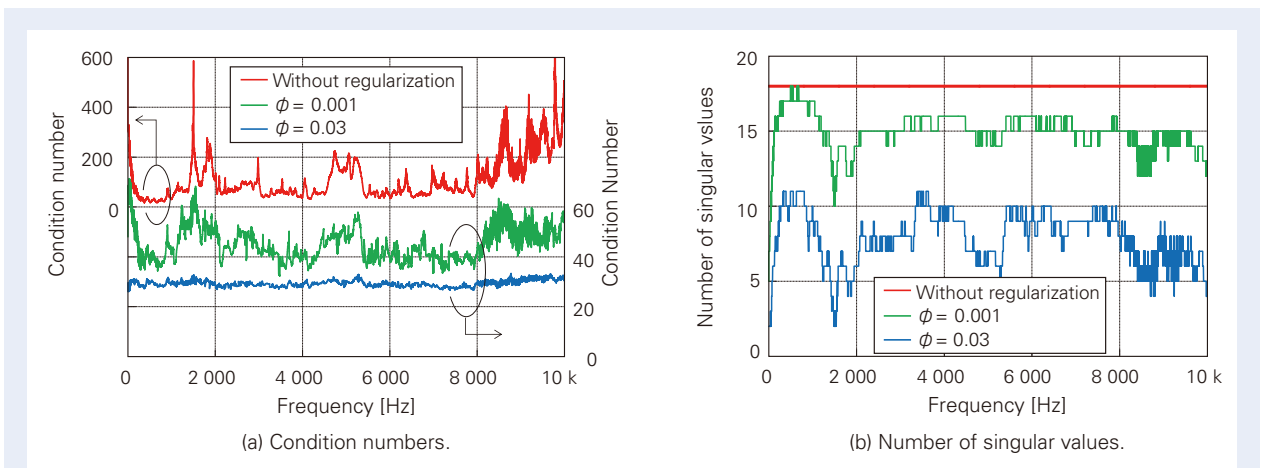 600
400
200
0
Condition number
Without regularization
ϕ = 0.001
ϕ = 0.03
60
40
20
0
Condition Number
0
2 000
4 000
6 000
8 000
10 k
Frequency [Hz]
(a) Condition numbers.
20
15
10
5
0
Number of singular vslues
Without regularization
ϕ = 0.001
ϕ = 0.03
0
2 000
4 000
6 000
8 000
10 k
Frequency [Hz]
(b) Number of singular values.